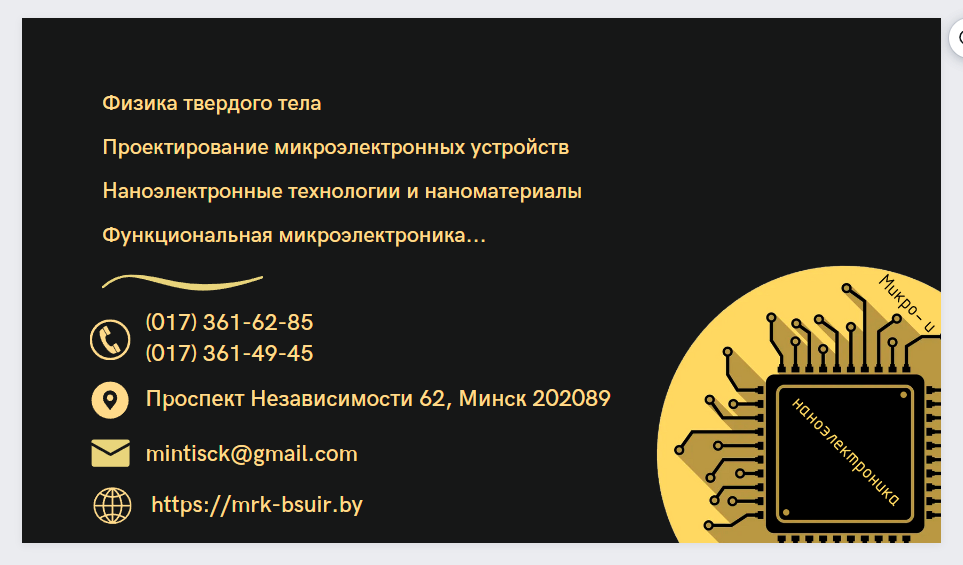 Физика твердого тела
Проектирование микроэлектронных устройств
Наноэлектронные технологии и наноматериалы
Функциональная микроэлектроника...
(017) 361-62-85
(017) 361-49-45
Проспект Независимости 62, Минск 202089
mintisck@gmail.com
https://mrk-bsuir.by
Микро- и
наноэлектроника